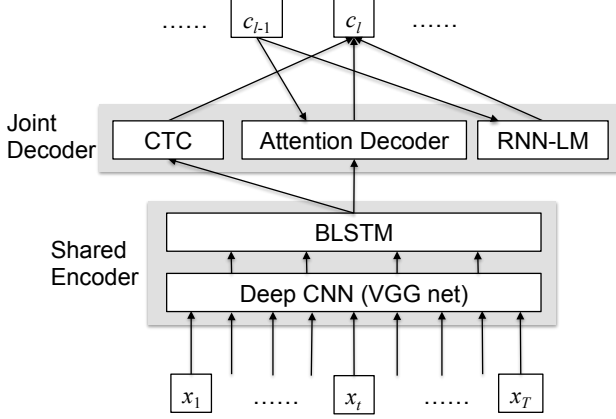 …… c_{l-1} c_l ……
Joint
Decoder
CTC Attention Decoder RNN-LM
Shared
Encoder
BLSTM
Deep CNN (VGG net)
x_1 …… x_t …… x_T